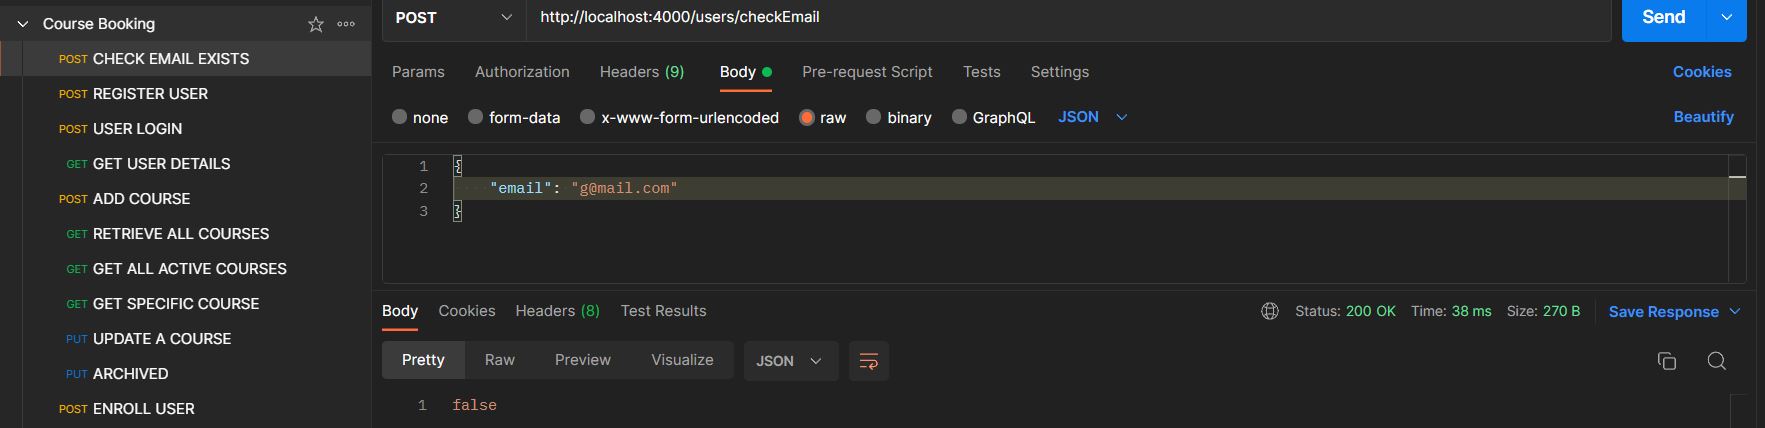 Course Booking
POST CHECK EMAIL EXISTS
POST REGISTER USER
POST USER LOGIN
GET GET USER DETAILS
POST ADD COURSE
GET RETRIEVE ALL COURSES
GET GET ALL ACTIVE COURSES
GET GET SPECIFIC COURSE
PUT UPDATE A COURSE
PUT ARCHIVED
POST ENROLL USER
POST http://localhost:4000/users/checkEmail Send
Params Authorization Headers (9) Body Pre-request Script Tests Settings Cookies
none form-data x-www-form-urlencoded raw binary GraphQL JSON Beautify
1 {
2 "email": "g@mail.com"
3 }
Body Cookies Headers (8) Test Results Status: 200 OK Time: 38 ms Size: 270 B Save Response
Pretty Raw Preview Visualize JSON
1 false